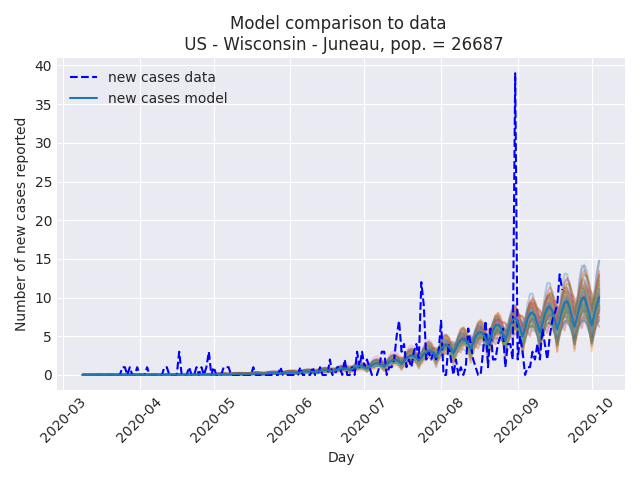 Model comparison to data
US - Wisconsin - Juneau, pop. = 26687
new cases data
new cases model
Number of new cases reported
40
35
30
25
20
15
10
5
0
2020-03
2020-04
2020-05
2020-06
2020-07
2020-08
2020-09
2020-10
Day